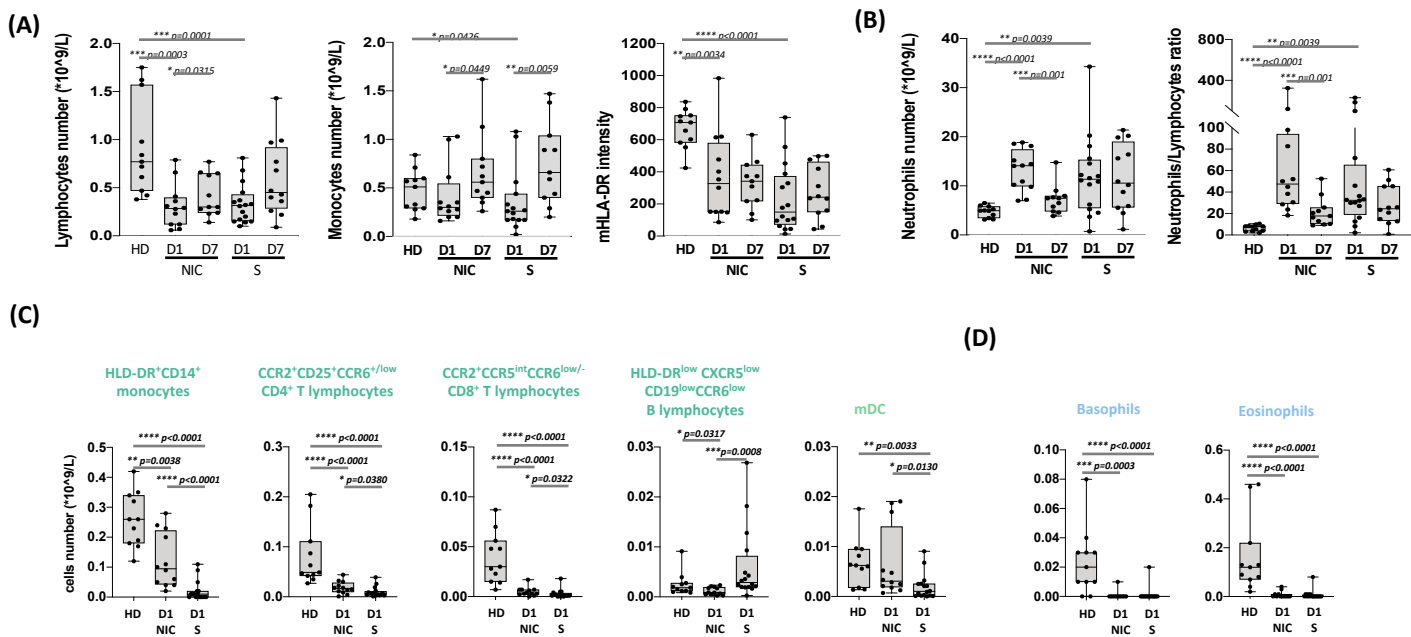 (A)
Lymphocytes number (*10^9/L)
2.0
1.5
1.0
0.5
0.0
*** p=0.0001
*** p=0.0003
* p=0.0315
HD
D1
D7
D1
D7
NIC
S
Monocytes number (*10^9/L)
2.0
1.5
1.0
0.5
0.0
* p=0.0426
* p=0.0449
** p=0.0059
HD
D1
D7
D1
D7
NIC
S
mHLA-DR intensity
1400
1200
1000
800
600
400
200
0
**** p<0.0001
** p=0.0034
HD
D1
D7
D1
D7
NIC
S
(B)
Neutrophils number (*10^9/L)
40
30
20
10
0
** p=0.0039
**** p<0.0001
*** p=0.001
HD
D1
D7
D1
D7
NIC
S
Neutrophils/Lymphocytes ratio
800
400
100
80
60
40
20
0
** p=0.0039
**** p<0.0001
*** p=0.001
HD
D1
D7
D1
D7
NIC
S
(C)
HLD-DR⁺CD14⁺
monocytes
cells number (*10^9/L)
0.5
0.4
0.3
0.2
0.1
0.0
**** p<0.0001
** p=0.0038
**** p<0.0001
HD
D1
D1
NIC
S
CCR2⁺CD25⁺CCR6⁺/ˡᵒʷ
CD4⁺ T lymphocytes
0.3
0.2
0.1
0.0
**** p<0.0001
**** p<0.0001
* p=0.0380
HD
D1
D1
NIC
S
CCR2⁺CCR5ⁱⁿᵗCCR6ˡᵒʷ/⁻
CD8⁺ T lymphocytes
0.15
0.10
0.05
0.00
**** p<0.0001
**** p<0.0001
* p=0.0322
HD
D1
D1
NIC
S
HLD-DRˡᵒʷ CXCR5ˡᵒʷ
CD19ˡᵒʷCCR6ˡᵒʷ
B lymphocytes
0.03
0.02
0.01
0.00
* p=0.0317
*** p=0.0008
HD
D1
D1
NIC
S
mDC
0.03
0.02
0.01
0.00
** p=0.0033
* p=0.0130
HD
D1
D1
NIC
S
(D)
Basophils
0.10
0.08
0.06
0.04
0.02
0.00
**** p<0.0001
*** p=0.0003
HD
D1
D1
NIC
S
Eosinophils
0.6
0.4
0.2
0.0
**** p<0.0001
**** p<0.0001
HD
D1
D1
NIC
S